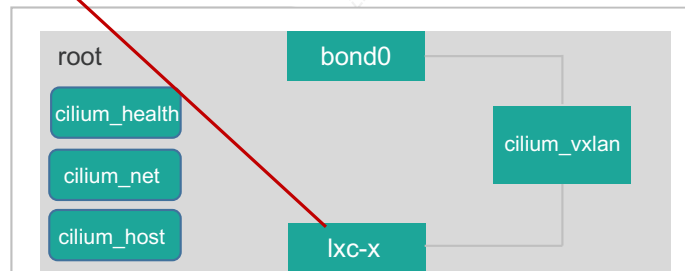 root
bond0
cilium_health
cilium_vxlan
cilium_net
cilium_host
lxc-x